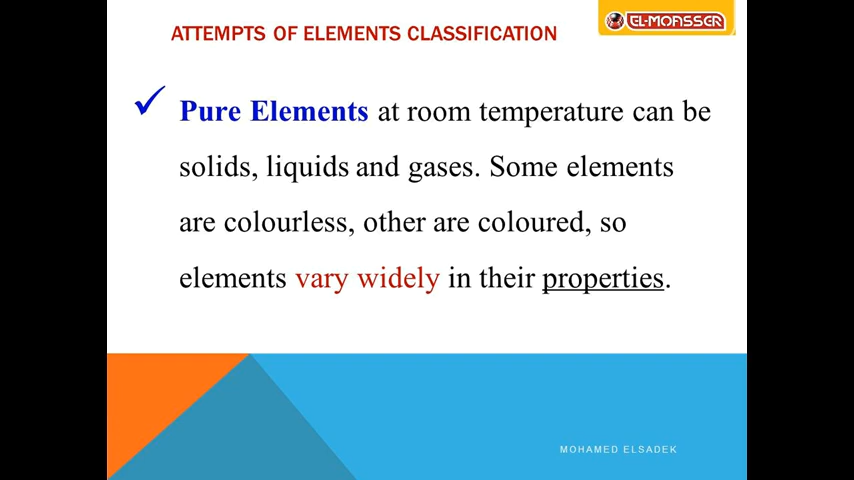 ATTEMPTS OF ELEMENTS CLASSIFICATION
EL-MOASSER
✓ Pure Elements at room temperature can be
solids, liquids and gases. Some elements
are colourless, other are coloured, so
elements vary widely in their properties.
MOHAMED ELSADEK